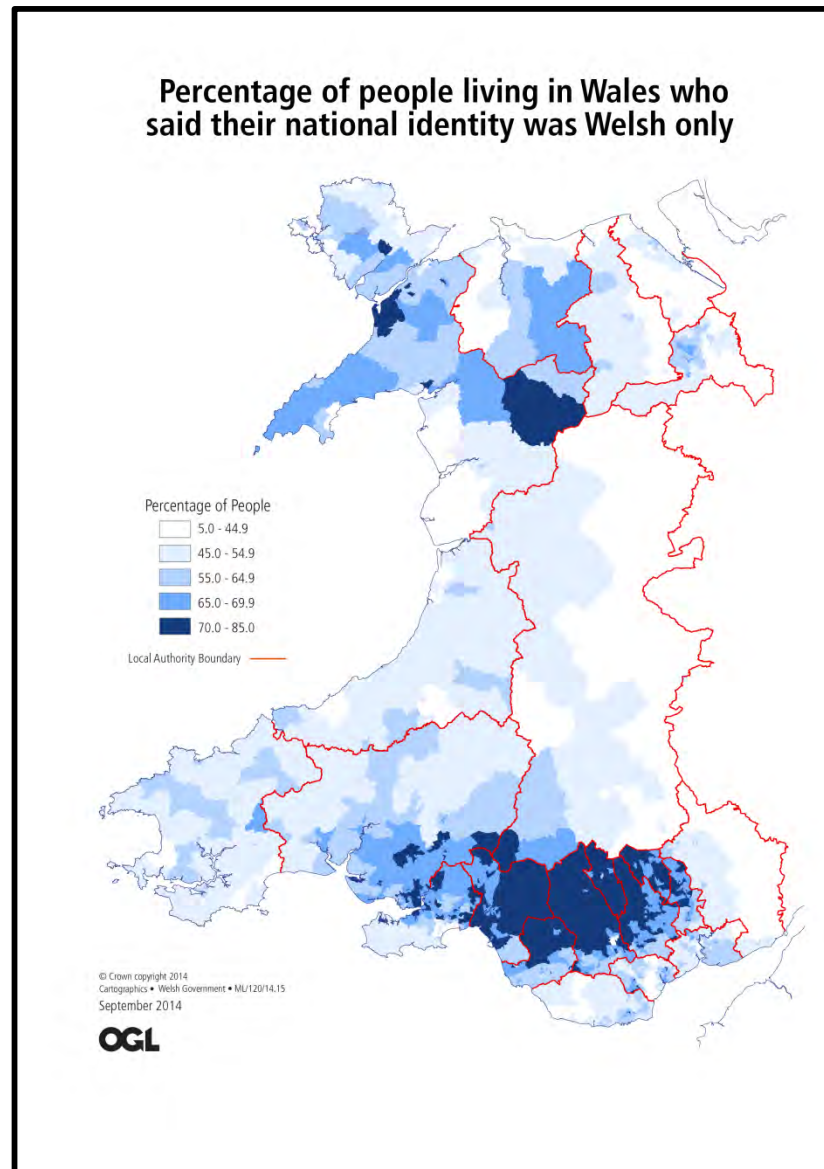 Percentage of people living in Wales who
said their national identity was Welsh only
Percentage of People
5.0 - 44.9
45.0 - 54.9
55.0 - 64.9
65.0 - 69.9
70.0 - 85.0
Local Authority Boundary
© Crown copyright 2014
Cartographics • Welsh Government • ML/120/14.15
September 2014
OGL